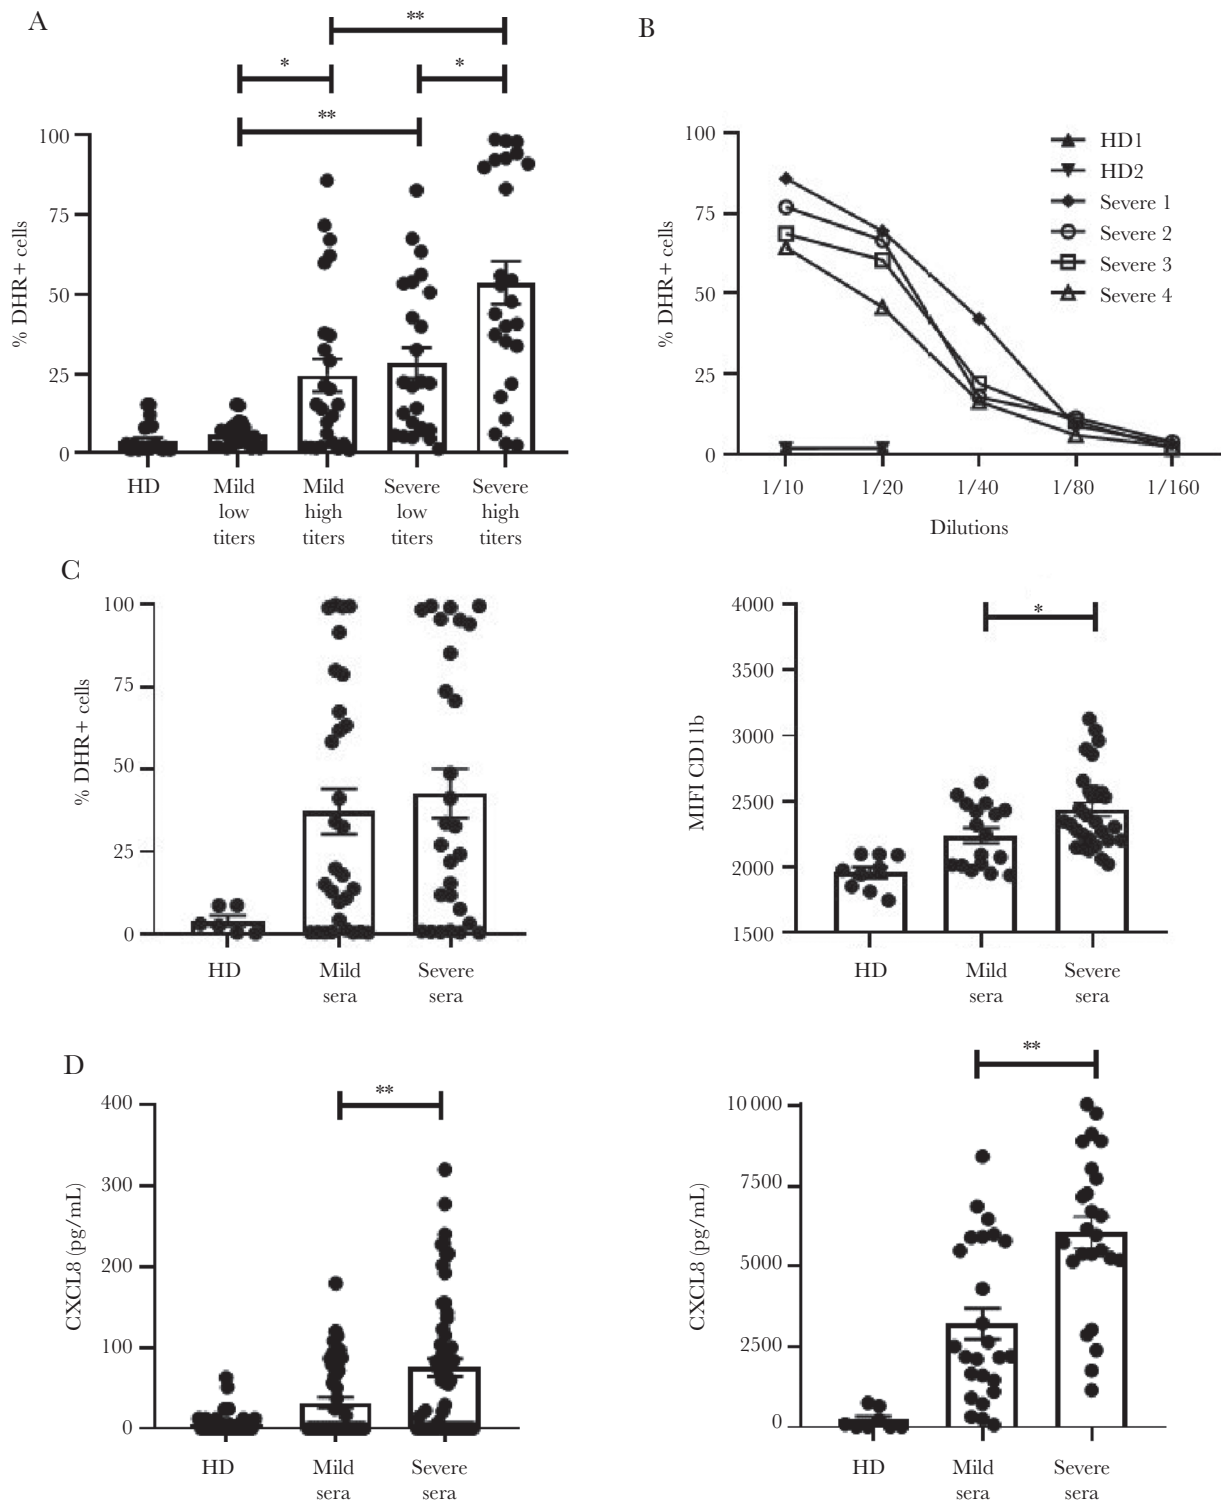 A
**
*
*
**
100
75
50
25
0
% DHR+ cells
HD
Mild
low
titers
Mild
high
titers
Severe
low
titers
Severe
high
titers
B
100
75
50
25
0
% DHR+ cells
HD1
HD2
Severe 1
Severe 2
Severe 3
Severe 4
1/10
1/20
1/40
1/80
1/160
Dilutions
C
100
75
50
25
0
% DHR+ cells
HD
Mild
sera
Severe
sera
4000
3500
3000
2500
2000
1500
MIFI CD11b
*
HD
Mild
sera
Severe
sera
D
**
400
300
200
100
0
CXCL8 (pg/mL)
HD
Mild
sera
Severe
sera
**
10 000
7500
5000
2500
0
CXCL8 (pg/mL)
HD
Mild
sera
Severe
sera